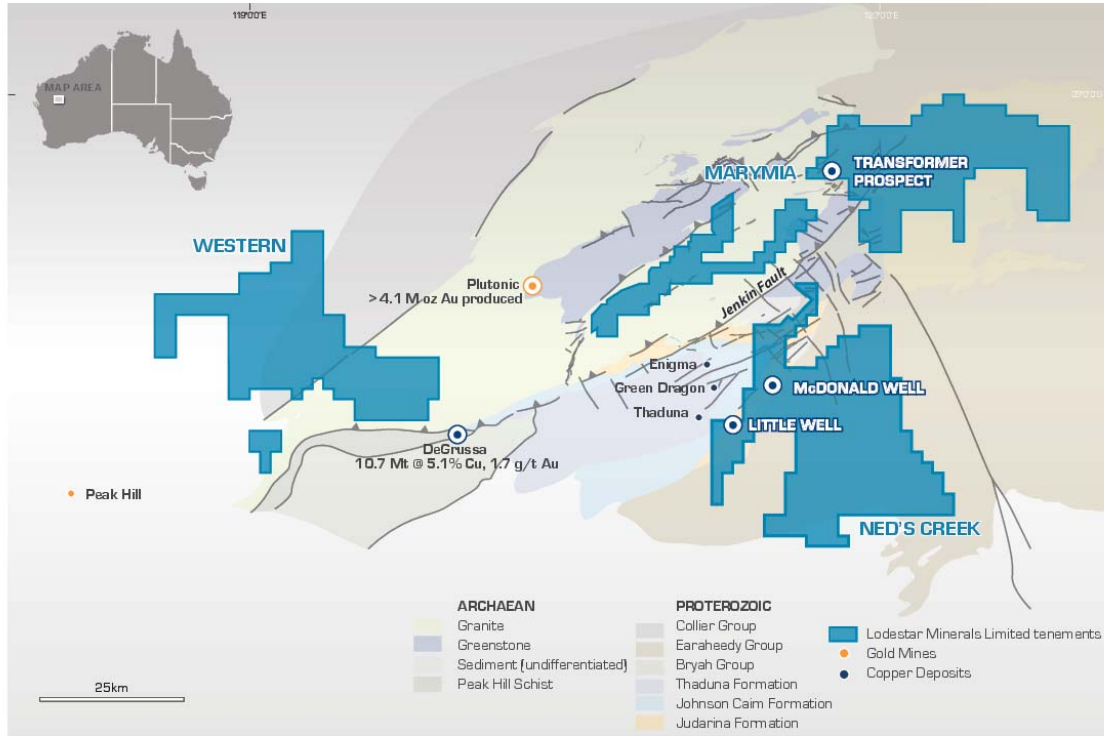 119°0'0"E
MAP AREA
MARYMIA
TRANSFORMER
PROSPECT
WESTERN
Plutonic
>4.1 M oz Au produced
Jenkin Fault
Enigma
Green Dragon
Thaduna
McDONALD WELL
LITTLE WELL
DeGrussa
10.7 Mt @ 5.1% Cu, 1.7 g/t Au
Peak Hill
NED'S CREEK
ARCHAEAN
Granite
Greenstone
Sediment (undifferentiated)
Peak Hill Schist
PROTEROZOIC
Collier Group
Earaheedy Group
Bryah Group
Thaduna Formation
Johnson Cairn Formation
Judarina Formation
Lodestar Minerals Limited tenements
Gold Mines
Copper Deposits
25km